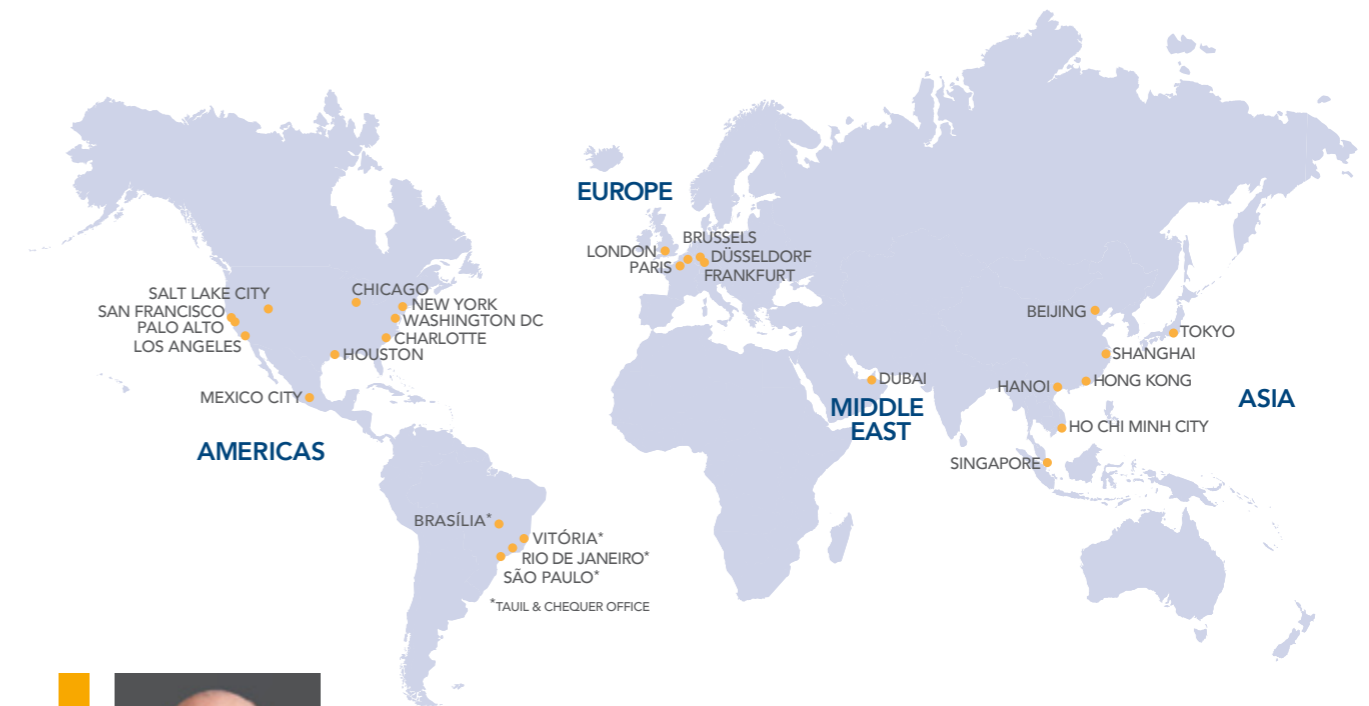 EUROPE
BRUSSELS
LONDON
DÜSSELDORF
PARIS
FRANKFURT
SALT LAKE CITY
CHICAGO
SAN FRANCISCO
NEW YORK
PALO ALTO
WASHINGTON DC
LOS ANGELES
CHARLOTTE
HOUSTON
MEXICO CITY
AMERICAS
BEIJING
TOKYO
SHANGHAI
DUBAI
HANOI
HONG KONG
MIDDLE
EAST
ASIA
HO CHI MINH CITY
SINGAPORE
BRASÍLIA*
VITÓRIA*
RIO DE JANEIRO*
SÃO PAULO*
*TAUIL & CHEQUER OFFICE